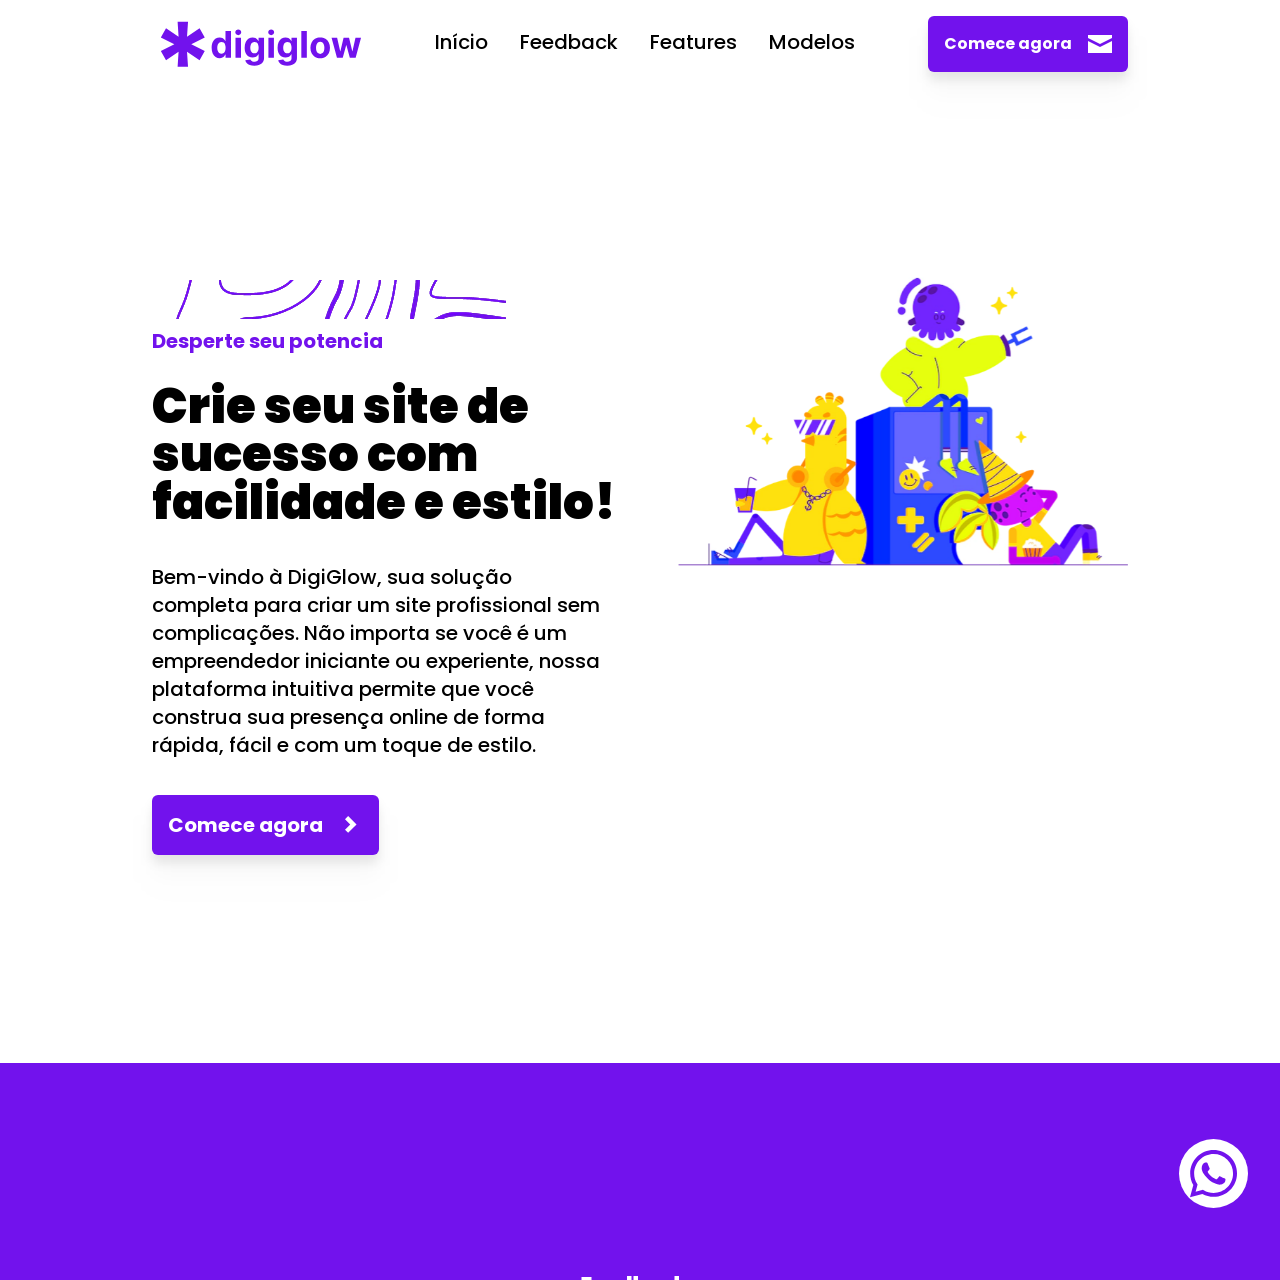 digiglow
Início Feedback Features Modelos
Comece agora
Desperte seu potencia
Crie seu site de
sucesso com
facilidade e estilo!
Bem-vindo à DigiGlow, sua solução
completa para criar um site profissional sem
complicações. Não importa se você é um
empreendedor iniciante ou experiente, nossa
plataforma intuitiva permite que você
construa sua presença online de forma
rápida, fácil e com um toque de estilo.
Comece agora